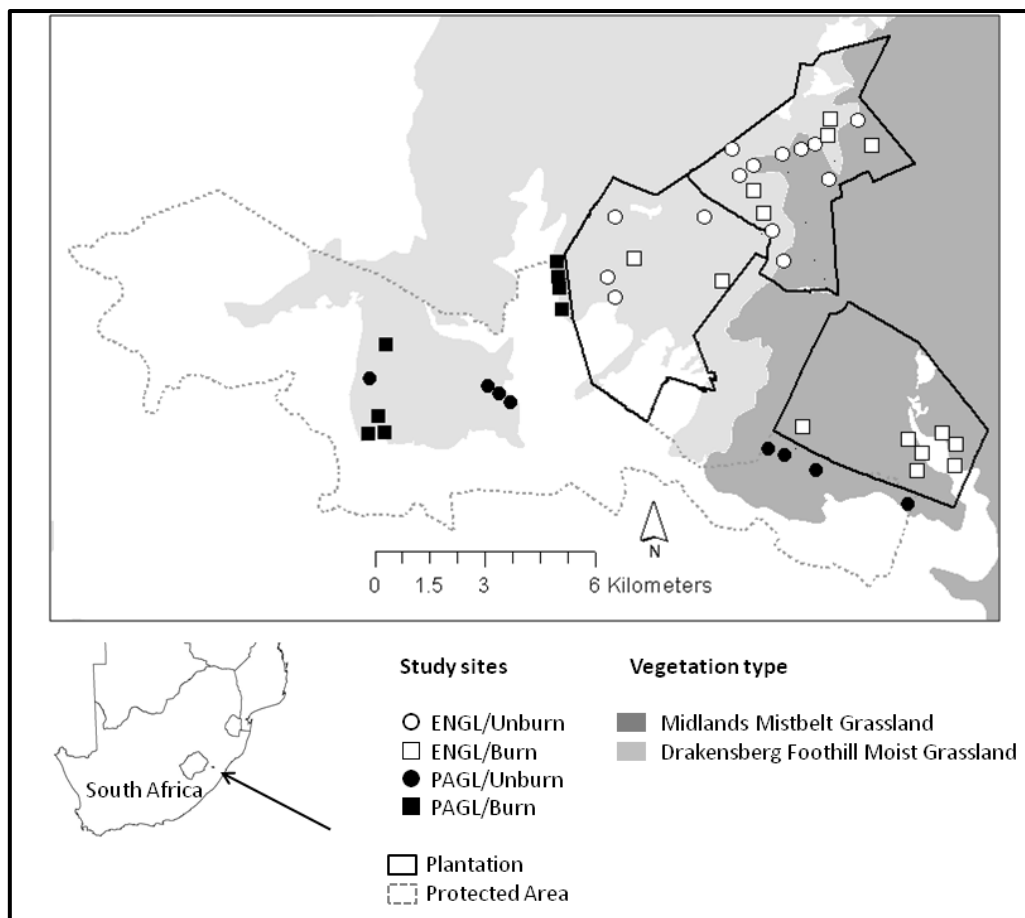 N
0 1.5 3 6 Kilometers
South Africa
Study sites
ENGL/Unburn
ENGL/Burn
PAGL/Unburn
PAGL/Burn
Plantation
Protected Area
Vegetation type
Midlands Mistbelt Grassland
Drakensberg Foothill Moist Grassland